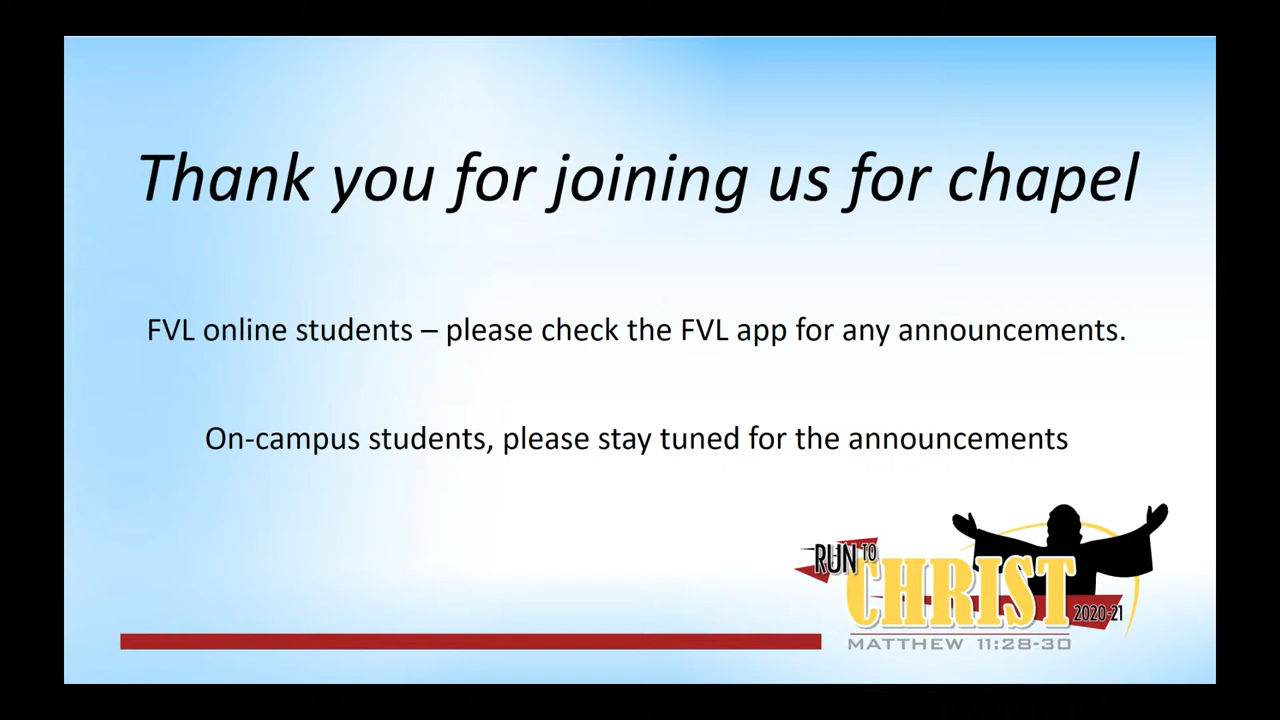 Thank you for joining us for chapel
FVL online students – please check the FVL app for any announcements.
On-campus students, please stay tuned for the announcements
RUN TO
CHRIST
2020-21
MATTHEW 11:28-30